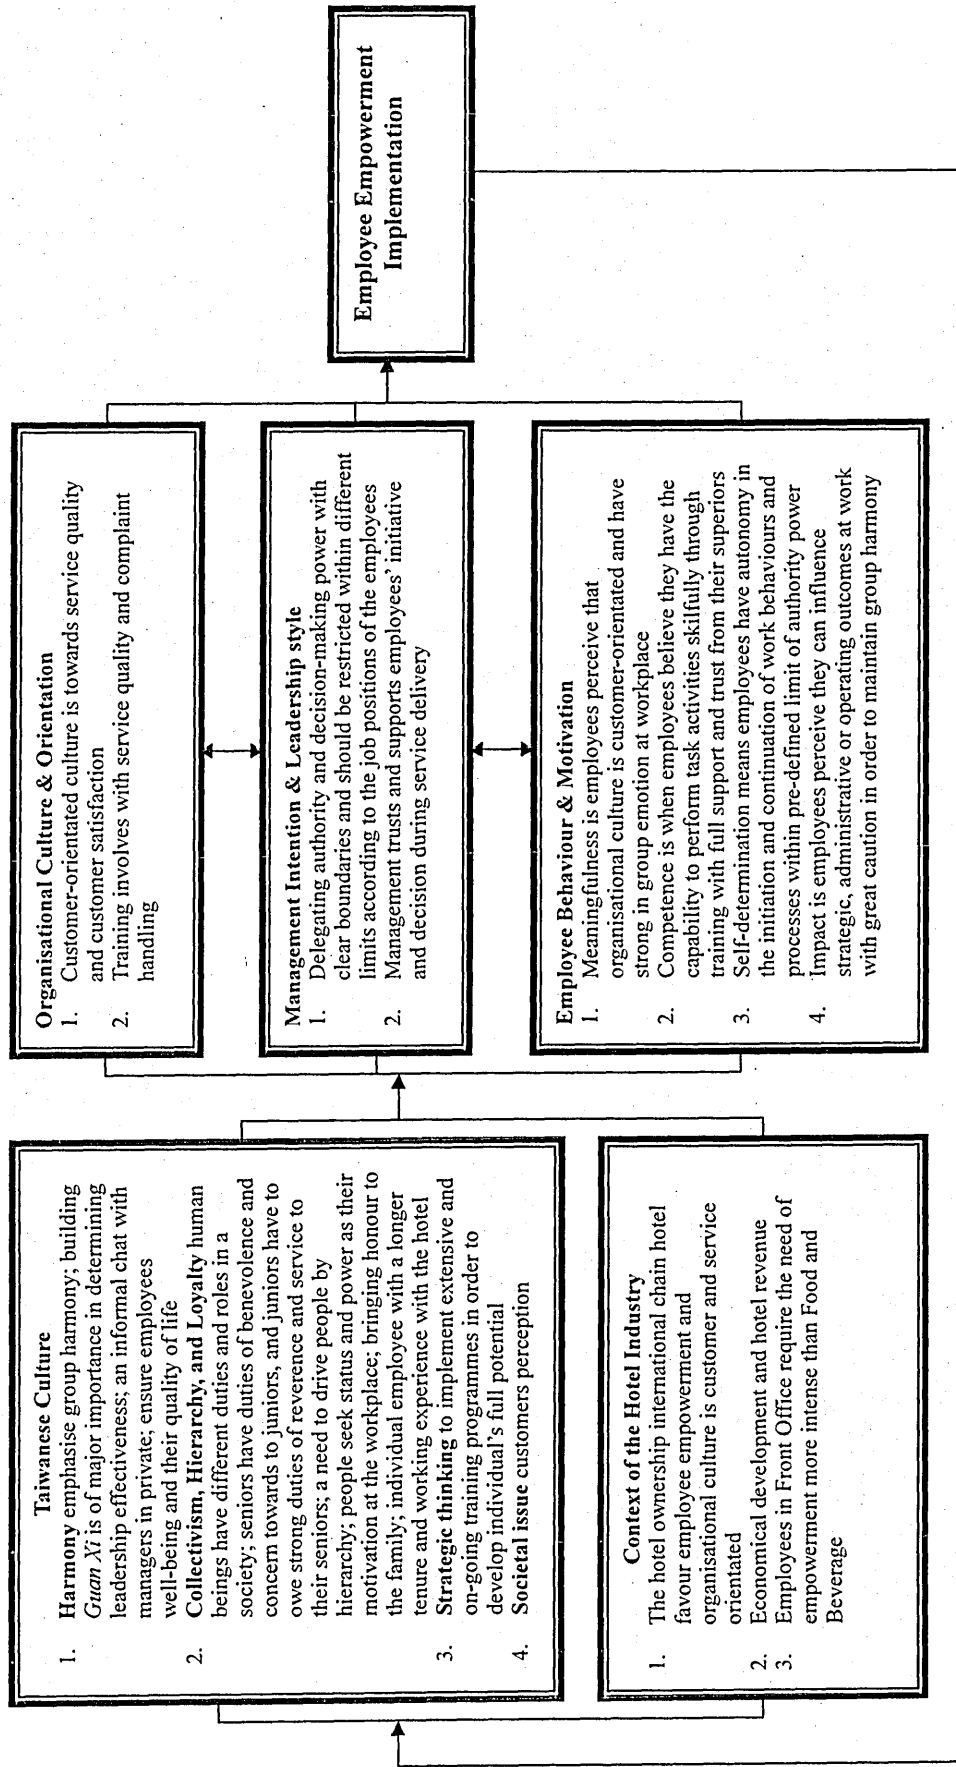 Taiwanese Culture
1. Harmony emphasise group harmony; building
Guan Xi is of major importance in determining
leadership effectiveness; an informal chat with
managers in private; ensure employees
well-being and their quality of life
2. Collectivism, Hierarchy, and Loyalty human
beings have different duties and roles in a
society; seniors have duties of benevolence and
concern towards to juniors, and juniors have to
owe strong duties of reverence and service to
their seniors; a need to drive people by
hierarchy; people seek status and power as their
motivation at the workplace; bringing honour to
the family; individual employee with a longer
tenure and working experience with the hotel
3. Strategic thinking to implement extensive and
on-going training programmes in order to
develop individual's full potential
4. Societal issue customers perception
Context of the Hotel Industry
1. The hotel ownership international chain hotel
favour employee empowerment and
organisational culture is customer and service
orientated
2. Economical development and hotel revenue
3. Employees in Front Office require the need of
empowerment more intense than Food and
Beverage
Organisational Culture & Orientation
1. Customer-orientated culture is towards service quality
and customer satisfaction
2. Training involves with service quality and complaint
handling
Management Intention & Leadership style
1. Delegating authority and decision-making power with
clear boundaries and should be restricted within different
limits according to the job positions of the employees
2. Management trusts and supports employees' initiative
and decision during service delivery
Employee Behaviour & Motivation
1. Meaningfulness is employees perceive that
organisational culture is customer-orientated and have
strong in group emotion at workplace
2. Competence is when employees believe they have the
capability to perform task activities skilfully through
training with full support and trust from their superiors
3. Self-determination means employees have autonomy in
the initiation and continuation of work behaviours and
processes within pre-defined limit of authority power
4. Impact is employees perceive they can influence
strategic, administrative or operating outcomes at work
with great caution in order to maintain group harmony
Employee Empowerment
Implementation